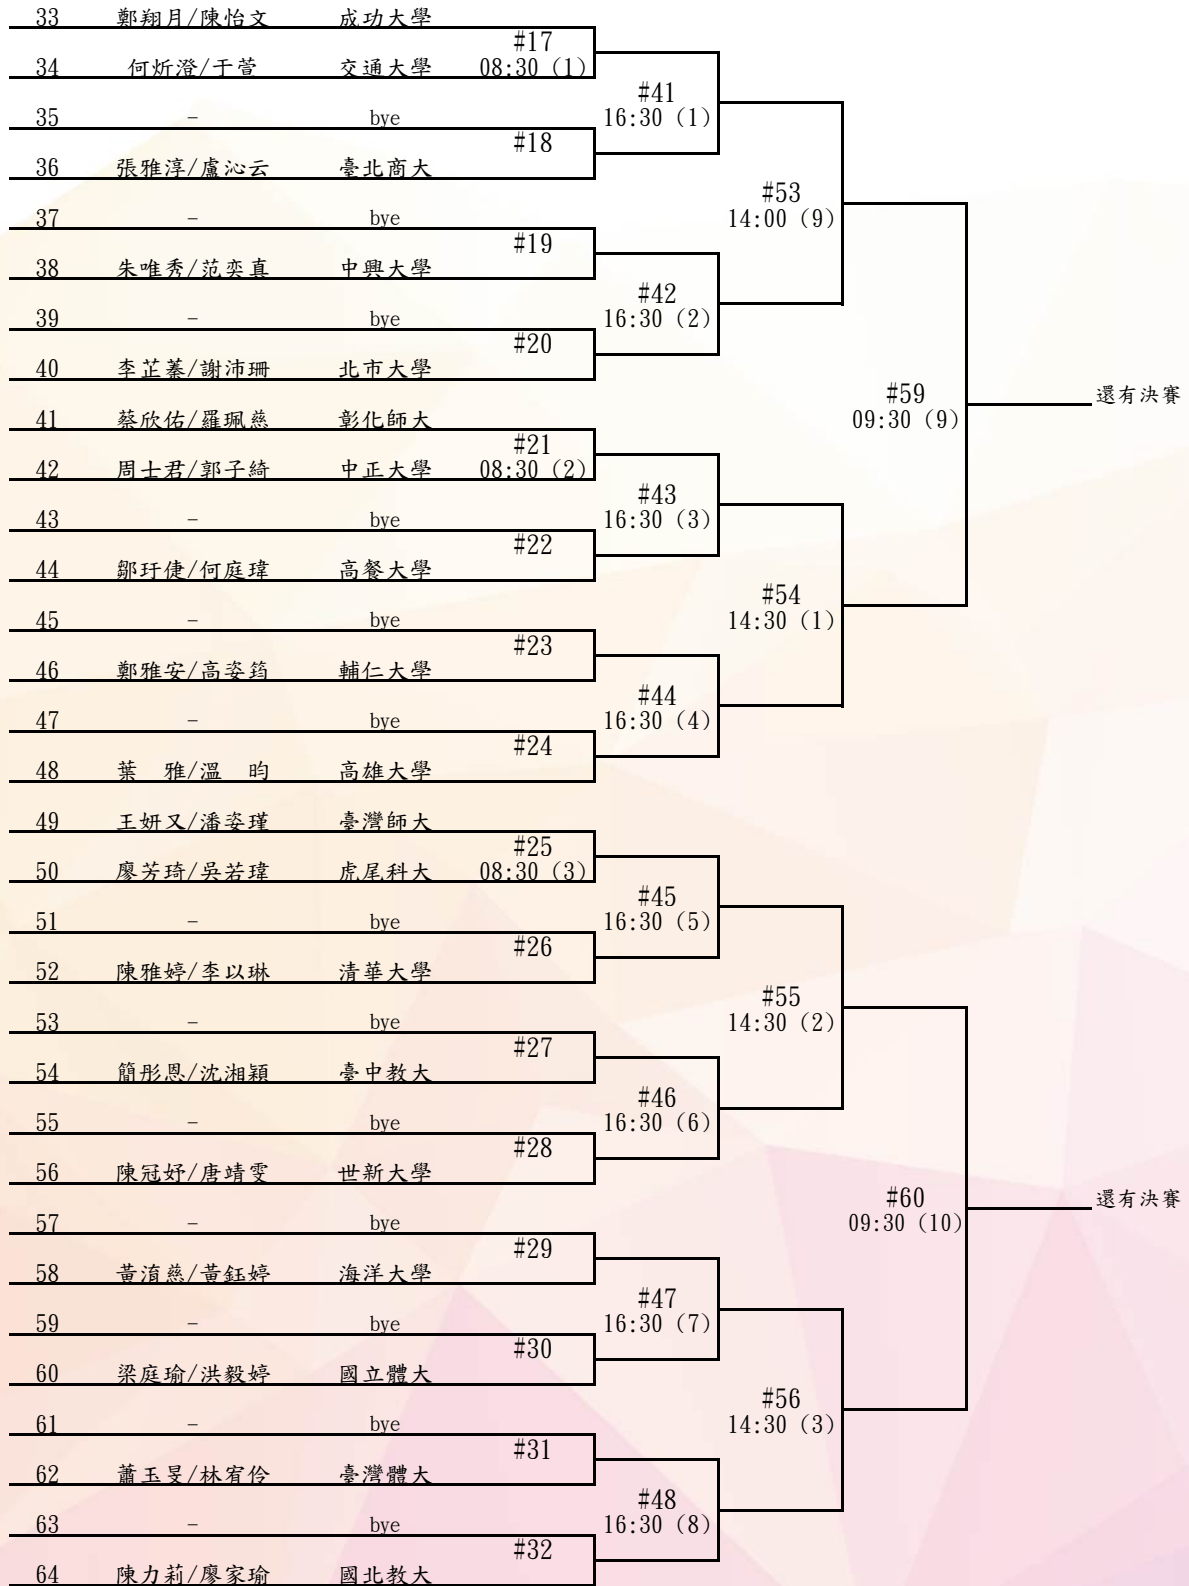 33 鄭翔月/陳怡文 成功大學
#17
34 何炘澄/于萱 交通大學 08:30 (1)
#41
35 - bye 16:30 (1)
#18
36 張雅淳/盧沁云 臺北商大
#53
37 - bye 14:00 (9)
#19
38 朱唯秀/范奕真 中興大學
#42
39 - bye 16:30 (2)
#20
40 李芷蓁/謝沛珊 北市大學
#59 還有決賽
41 蔡欣佑/羅珮慈 彰化師大 09:30 (9)
#21
42 周士君/郭子綺 中正大學 08:30 (2)
#43
43 - bye 16:30 (3)
#22
44 鄒玗倢/何庭瑋 高餐大學
#54
45 - bye 14:30 (1)
#23
46 鄭雅安/高姿筠 輔仁大學
#44
47 - bye 16:30 (4)
#24
48 葉 雅/溫 昀 高雄大學
49 王妍又/潘姿瑾 臺灣師大
#25
50 廖芳琦/吳若瑋 虎尾科大 08:30 (3)
#45
51 - bye 16:30 (5)
#26
52 陳雅婷/李以琳 清華大學
#55
53 - bye 14:30 (2)
#27
54 簡彤恩/沈湘穎 臺中教大
#46
55 - bye 16:30 (6)
#28
56 陳冠妤/唐靖雯 世新大學
#60 還有決賽
57 - bye 09:30 (10)
#29
58 黃淯慈/黃鈺婷 海洋大學
#47
59 - bye 16:30 (7)
#30
60 梁庭瑜/洪毅婷 國立體大
#56
61 - bye 14:30 (3)
#31
62 蕭玉旻/林宥伶 臺灣體大
#48
63 - bye 16:30 (8)
#32
64 陳力莉/廖家瑜 國北教大